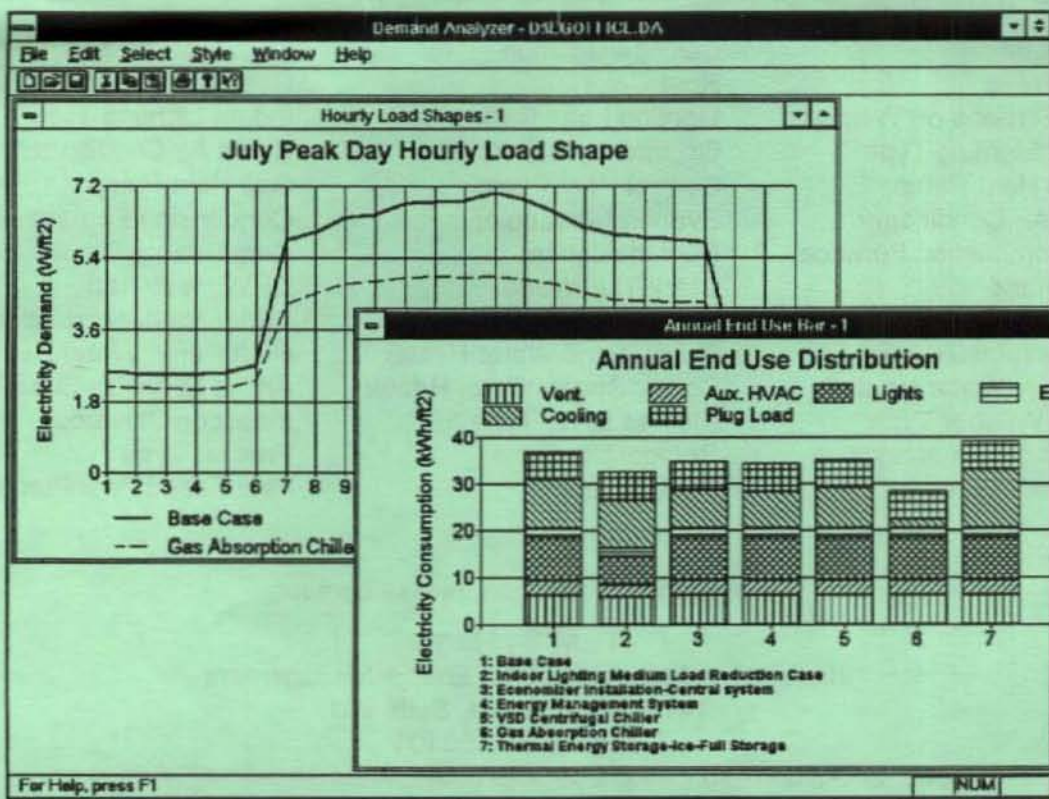 Demand Analyzer -
File Edit Select Style Window Help
Hourly Load Shapes - 1
July Peak Day Hourly Load Shape
Electricity Demand (W/ft2)
7.2
5.4
3.6
1.8
0
1 2 3 4 5 6 7 8 9
Base Case
Gas Absorption Chille
Annual End Use Bar - 1
Annual End Use Distribution
Vent. Aux. HVAC Lights E
Cooling Plug Load
Electricity Consumption (kWh/ft2)
40
30
20
10
0
1 2 3 4 5 6 7
1: Base Case
2: Indoor Lighting Medium Load Reduction Case
3: Economizer Installation-Central system
4: Energy Management System
5: VSD Centrifugal Chiller
6: Gas Absorption Chiller
7: Thermal Energy Storage-Ice-Full Storage
For Help, press F1
NUM